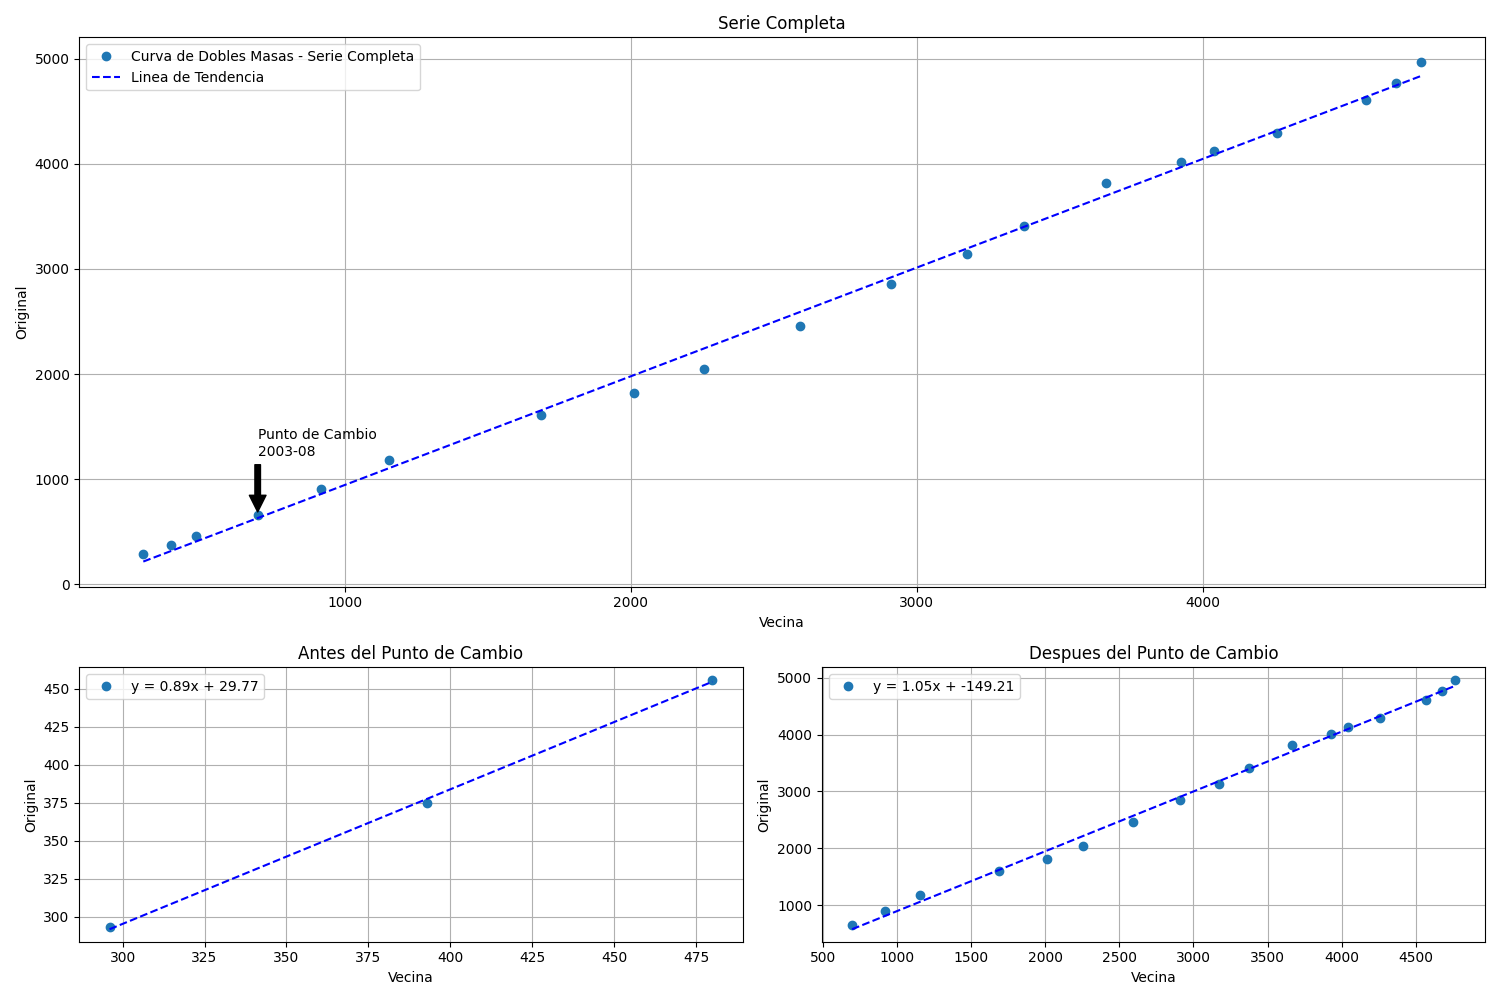 Serie Completa
Curva de Dobles Masas - Serie Completa
Linea de Tendencia
5000
4000
3000
2000
1000
0
Original
Punto de Cambio
2003-08
1000 2000 3000 4000
Vecina
Antes del Punto de Cambio
y = 0.89x + 29.77
450
425
400
375
350
325
300
Original
300 325 350 375 400 425 450 475
Vecina
Despues del Punto de Cambio
y = 1.05x + -149.21
5000
4000
3000
2000
1000
Original
500 1000 1500 2000 2500 3000 3500 4000 4500
Vecina